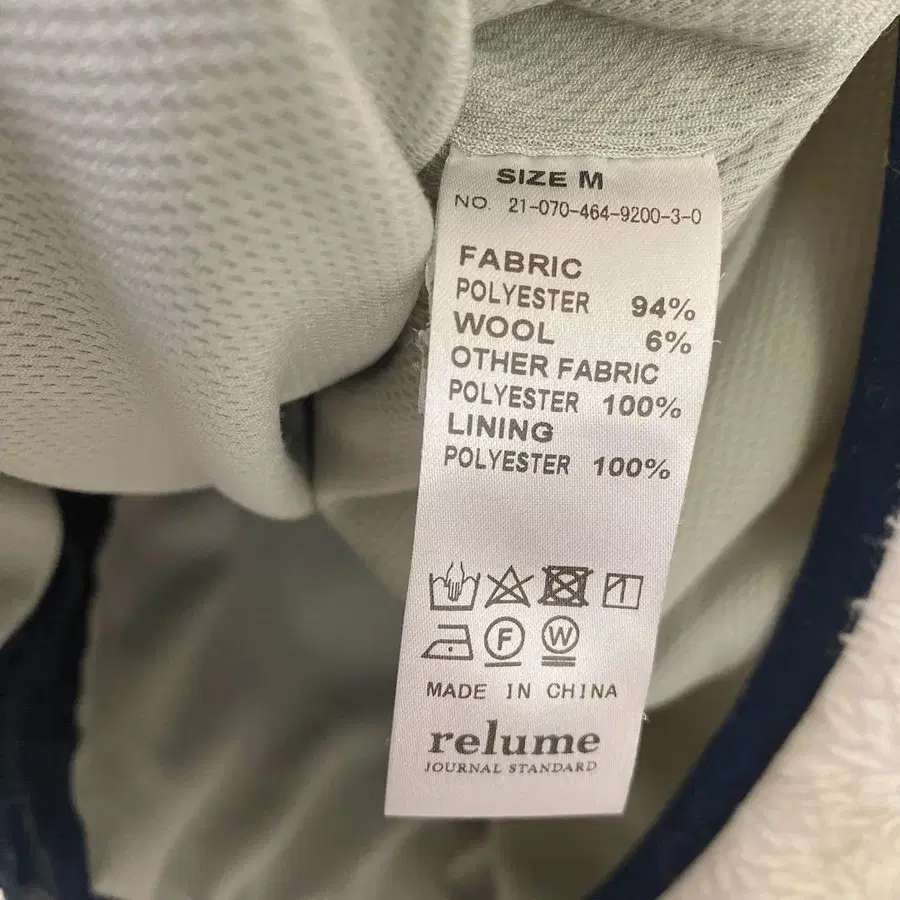 SIZE M
NO. 21-070-464-9200-3-0
FABRIC
POLYESTER 94%
WOOL 6%
OTHER FABRIC
POLYESTER 100%
LINING
POLYESTER 100%
F W
MADE IN CHINA
relume
JOURNAL STANDARD